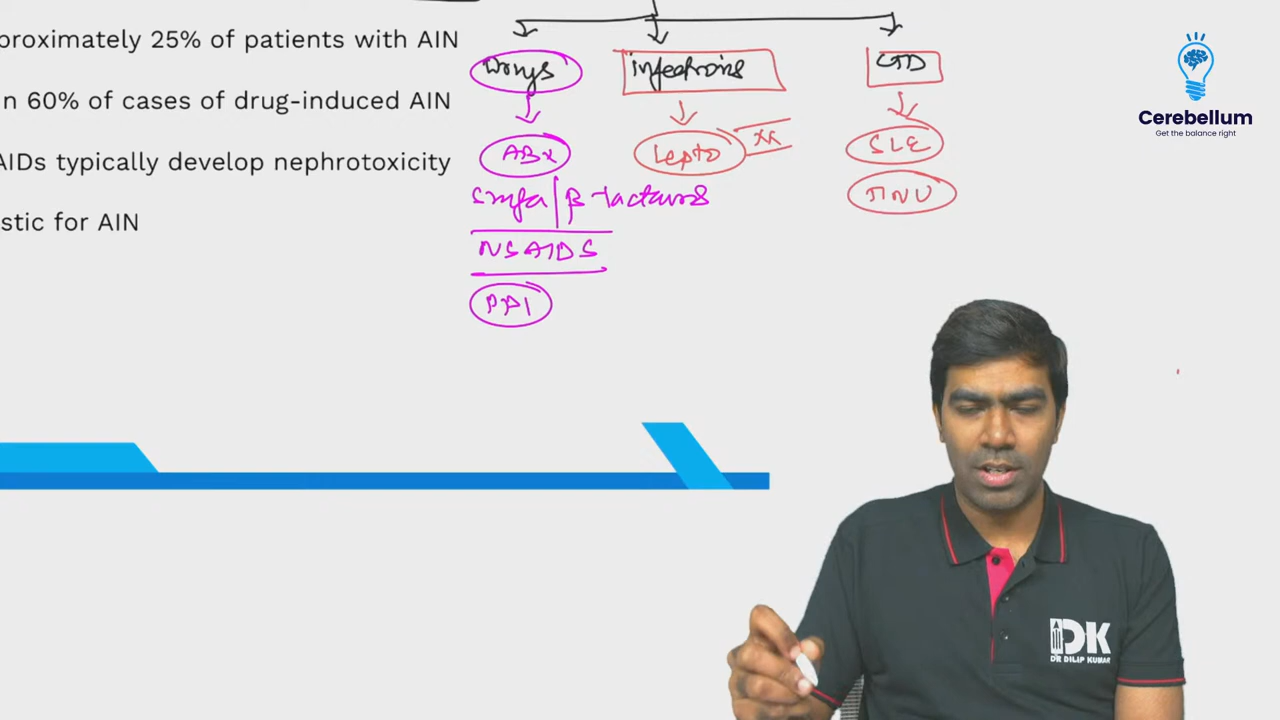 proximately 25% of patients with AIN
n 60% of cases of drug-induced AIN
AIDs typically develop nephrotoxicity
stic for AIN
Drugs
infections
CTD
ABx
Lepto
xx
SLE
TINU
Sulfa | β-lactams
NSAIDS
PPI
Cerebellum
Get the balance right
DK
DR DILIP KUMAR